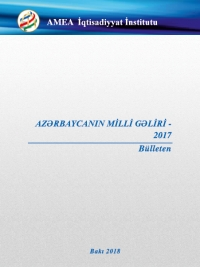 AMEA İqtisadiyyat İnstitutu
AZƏRBAYCANIN MİLLİ GƏLİRİ -
2017
Bülleten
Bakı 2018